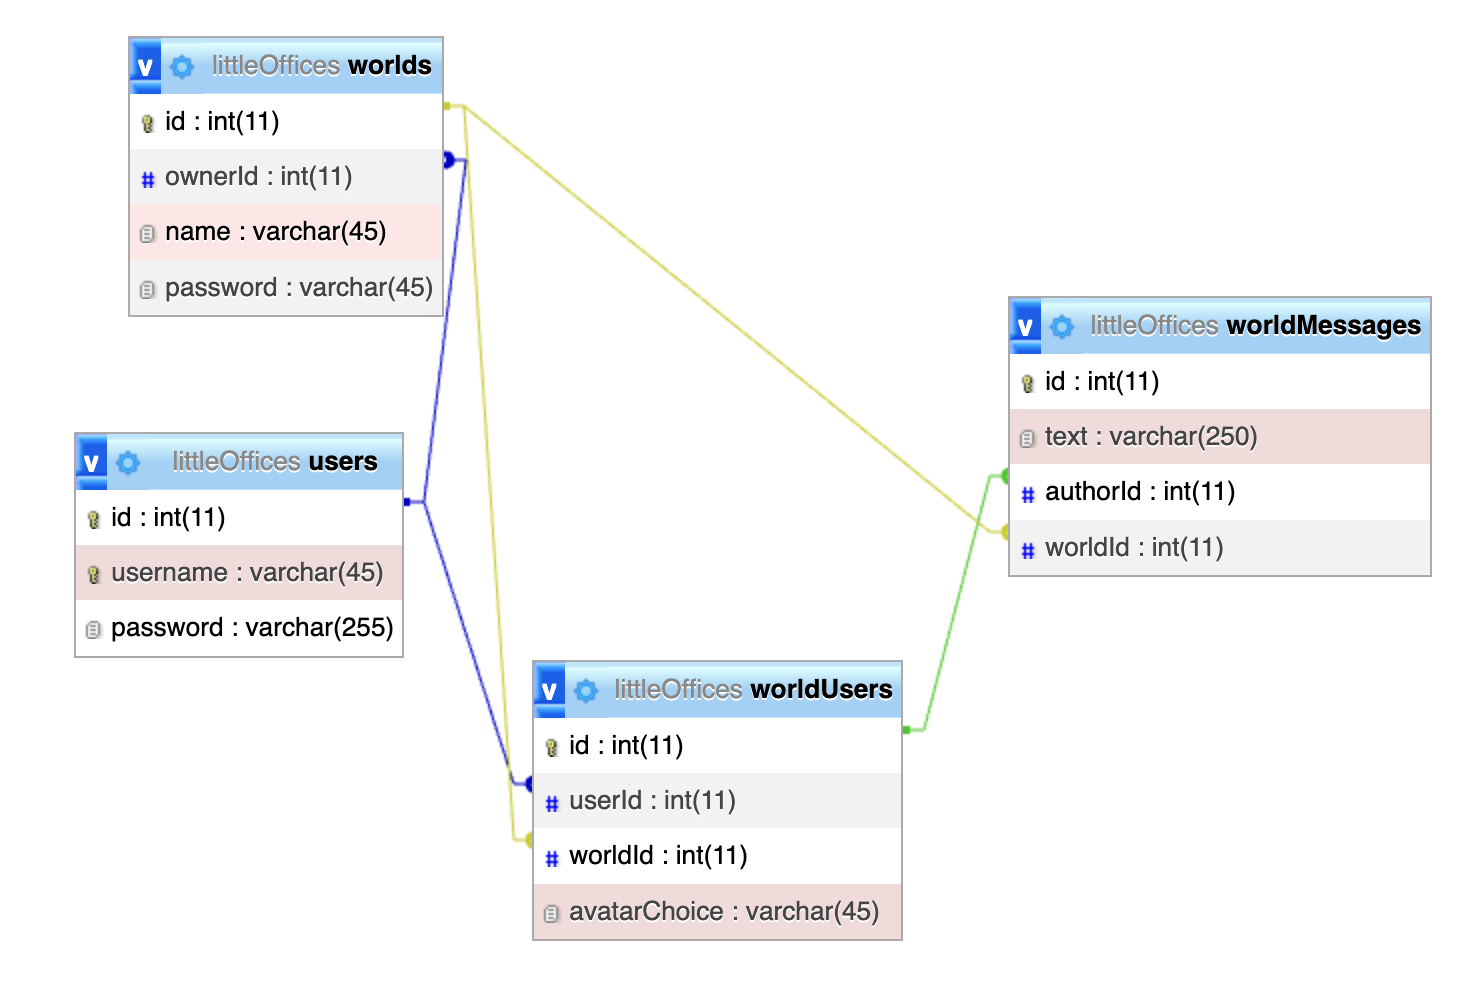 v littleOffices worlds
id : int(11)
# ownerId : int(11)
name : varchar(45)
password : varchar(45)
v littleOffices users
id : int(11)
username : varchar(45)
password : varchar(255)
v littleOffices worldMessages
id : int(11)
text : varchar(250)
# authorId : int(11)
# worldId : int(11)
v littleOffices worldUsers
id : int(11)
# userId : int(11)
# worldId : int(11)
avatarChoice : varchar(45)